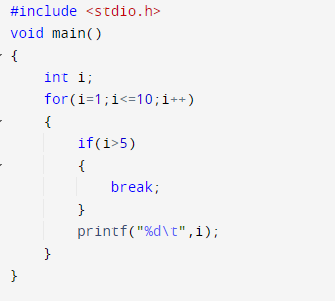 #include <stdio.h>
void main()
{
    int i;
    for(i=1;i<=10;i++)
    {
        if(i>5)
        {
            break;
        }
        printf("%d\t",i);
    }
}